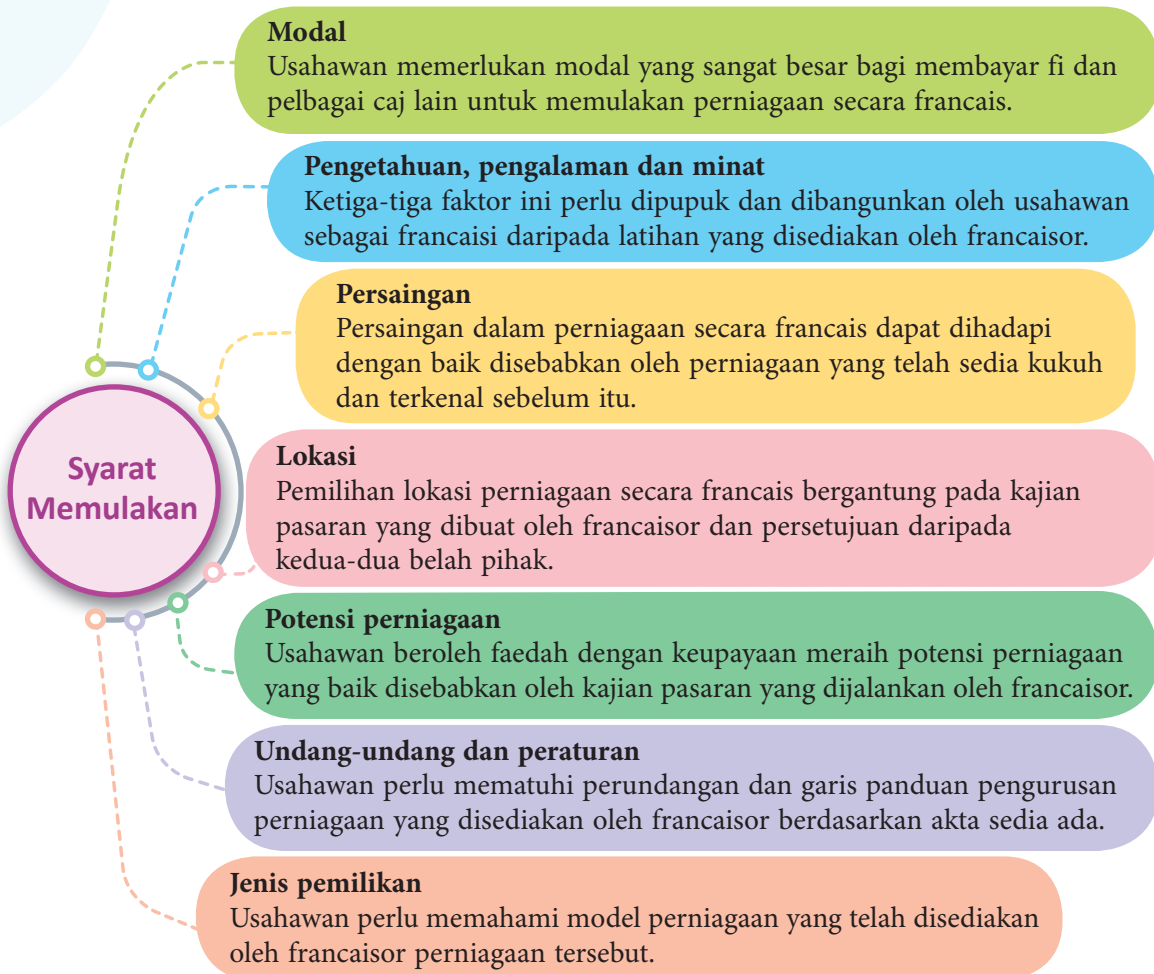 Modal
Usahawan memerlukan modal yang sangat besar bagi membayar fi dan
pelbagai caj lain untuk memulakan perniagaan secara francais.
Pengetahuan, pengalaman dan minat
Ketiga-tiga faktor ini perlu dipupuk dan dibangunkan oleh usahawan
sebagai francaisi daripada latihan yang disediakan oleh francaisor.
Persaingan
Persaingan dalam perniagaan secara francais dapat dihadapi
dengan baik disebabkan oleh perniagaan yang telah sedia kukuh
dan terkenal sebelum itu.
Syarat
Memulakan
Lokasi
Pemilihan lokasi perniagaan secara francais bergantung pada kajian
pasaran yang dibuat oleh francaisor dan persetujuan daripada
kedua-dua belah pihak.
Potensi perniagaan
Usahawan beroleh faedah dengan keupayaan meraih potensi perniagaan
yang baik disebabkan oleh kajian pasaran yang dijalankan oleh francaisor.
Undang-undang dan peraturan
Usahawan perlu mematuhi perundangan dan garis panduan pengurusan
perniagaan yang disediakan oleh francaisor berdasarkan akta sedia ada.
Jenis pemilikan
Usahawan perlu memahami model perniagaan yang telah disediakan
oleh francaisor perniagaan tersebut.